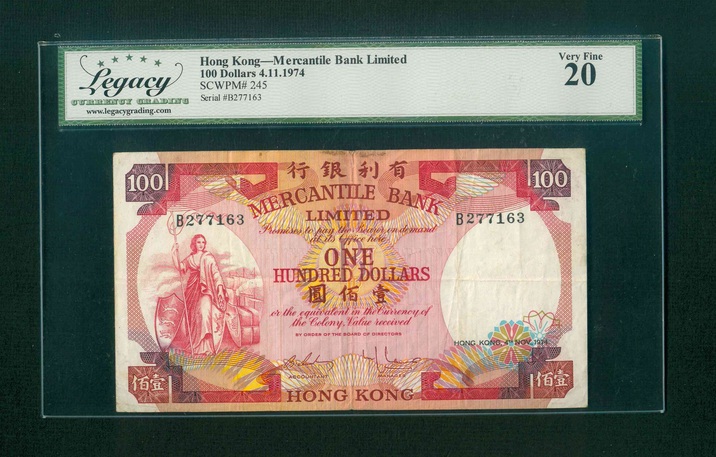 Legacy
CURRENCY GRADING
www.legacygrading.com
Hong Kong—Mercantile Bank Limited
100 Dollars 4.11.1974
SCWPM# 245
Serial #B277163
Very Fine
20
行銀利有
100
100
MERCANTILE BANK
LIMITED
B277163
B277163
Promises to pay the Bearer on demand
at its Office here
ONE
HUNDRED DOLLARS
圓佰壹
or the equivalent in the Currency of
the Colony, Value received
BY ORDER OF THE BOARD OF DIRECTORS
HONG KONG, 4TH NOV. 1974.
ACCOUNTANT
MANAGER
佰壹
佰壹
HONG KONG